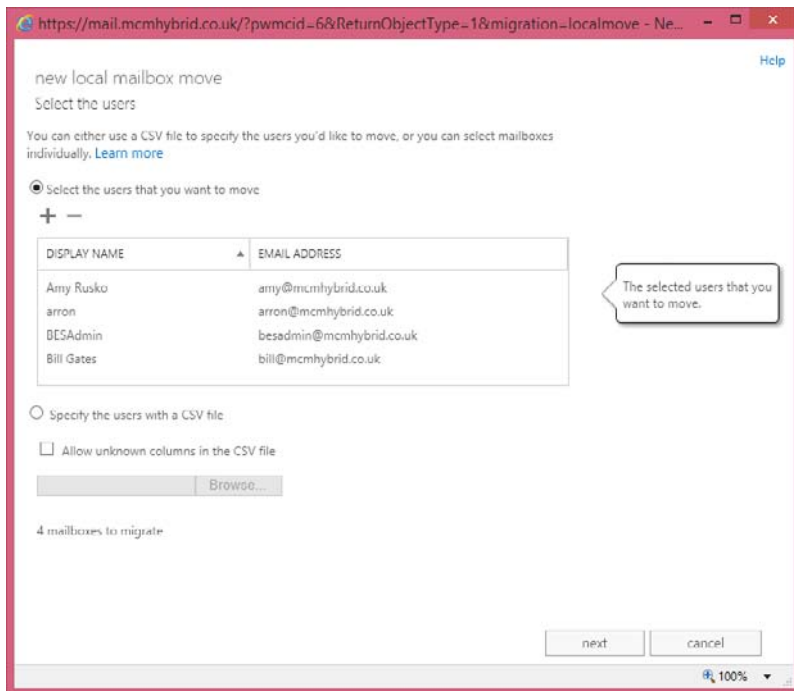 https://mail.mcmhybrid.co.uk/?pwmcid=6&ReturnObjectType=1&migration=localmove - Ne...
Help
new local mailbox move
Select the users
You can either use a CSV file to specify the users you'd like to move, or you can select mailboxes
individually. Learn more
Select the users that you want to move
DISPLAY NAME EMAIL ADDRESS
Amy Rusko amy@mcmhybrid.co.uk
arron arron@mcmhybrid.co.uk
BESAdmin besadmin@mcmhybrid.co.uk
Bill Gates bill@mcmhybrid.co.uk
The selected users that you
want to move.
Specify the users with a CSV file
Allow unknown columns in the CSV file
Browse...
4 mailboxes to migrate
next cancel
100%